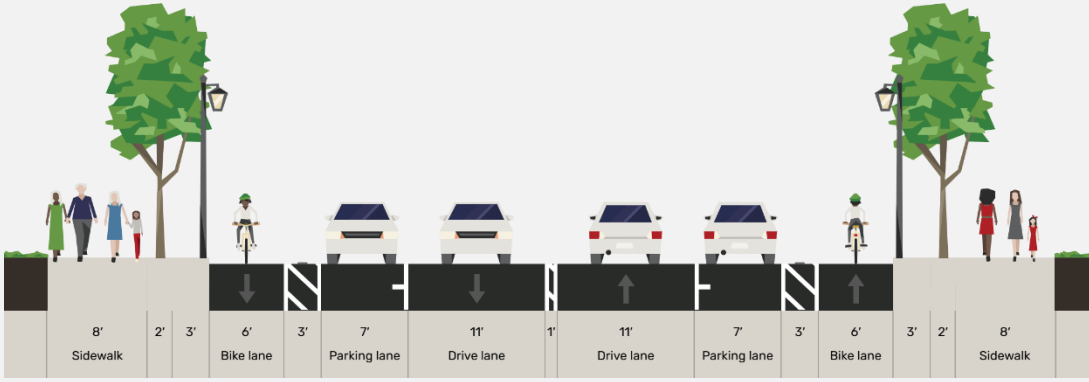 8′ 2′ 3′ 6′ 3′ 7′ 11′ 1′ 11′ 7′ 3′ 6′ 3′ 2′ 8′
Sidewalk Bike lane Parking lane Drive lane Drive lane Parking lane Bike lane Sidewalk